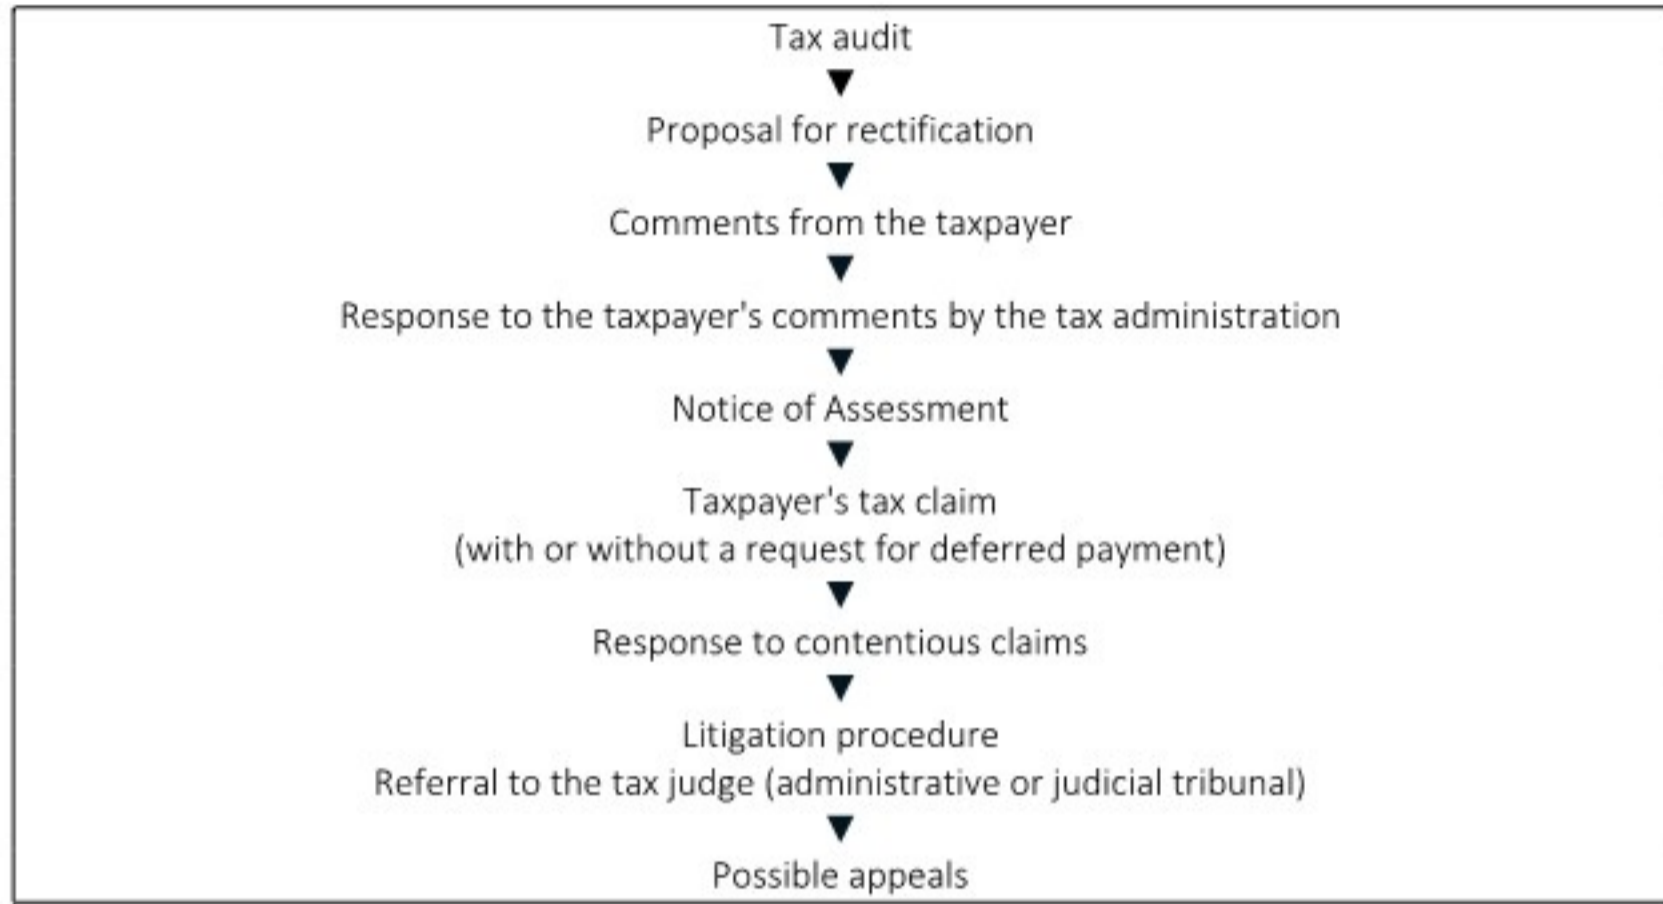 Tax audit
Proposal for rectification
Comments from the taxpayer
Response to the taxpayer's comments by the tax administration
Notice of Assessment
Taxpayer's tax claim
(with or without a request for deferred payment)
Response to contentious claims
Litigation procedure
Referral to the tax judge (administrative or judicial tribunal)
Possible appeals